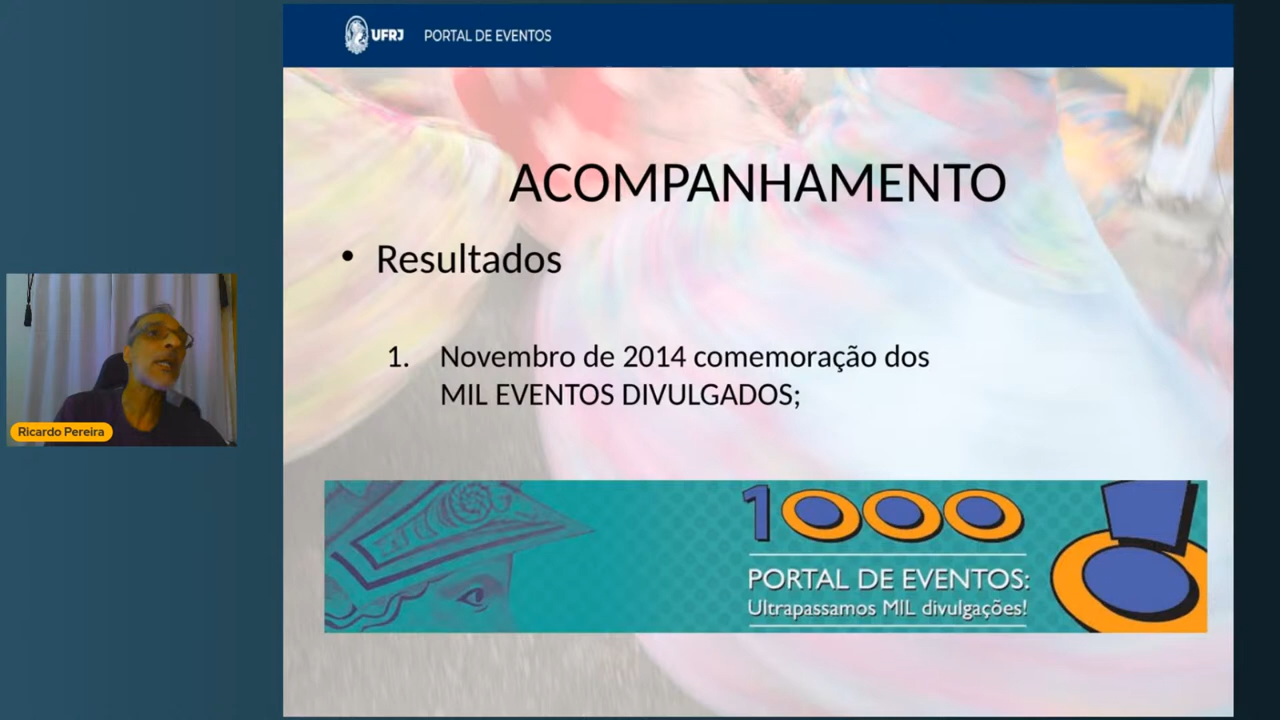 UFRJ PORTAL DE EVENTOS
ACOMPANHAMENTO
• Resultados
1. Novembro de 2014 comemoração dos
MIL EVENTOS DIVULGADOS;
1000
PORTAL DE EVENTOS:
Ultrapassamos MIL divulgações!
Ricardo Pereira